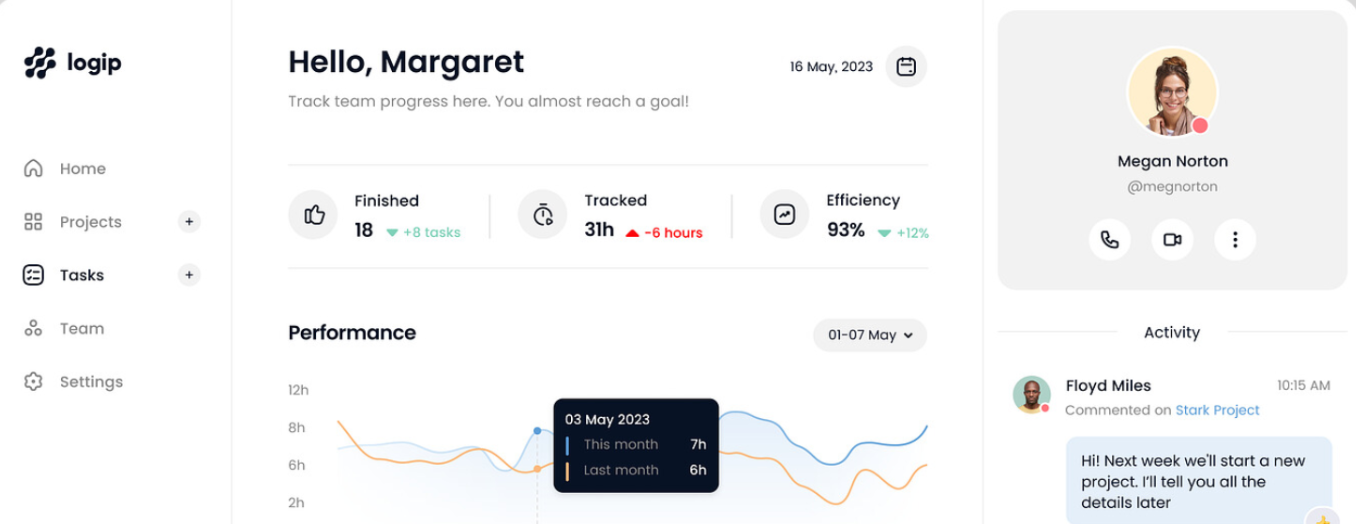 logip
Home
Projects +
Tasks +
Team
Settings
Hello, Margaret
16 May, 2023
Track team progress here. You almost reach a goal!
Finished
18 +8 tasks
Tracked
31h -6 hours
Efficiency
93% +12%
Performance
01-07 May
12h
8h
6h
2h
03 May 2023
This month 7h
Last month 6h
Megan Norton
@megnorton
Activity
Floyd Miles 10:15 AM
Commented on Stark Project
Hi! Next week we'll start a new
project. I'll tell you all the
details later